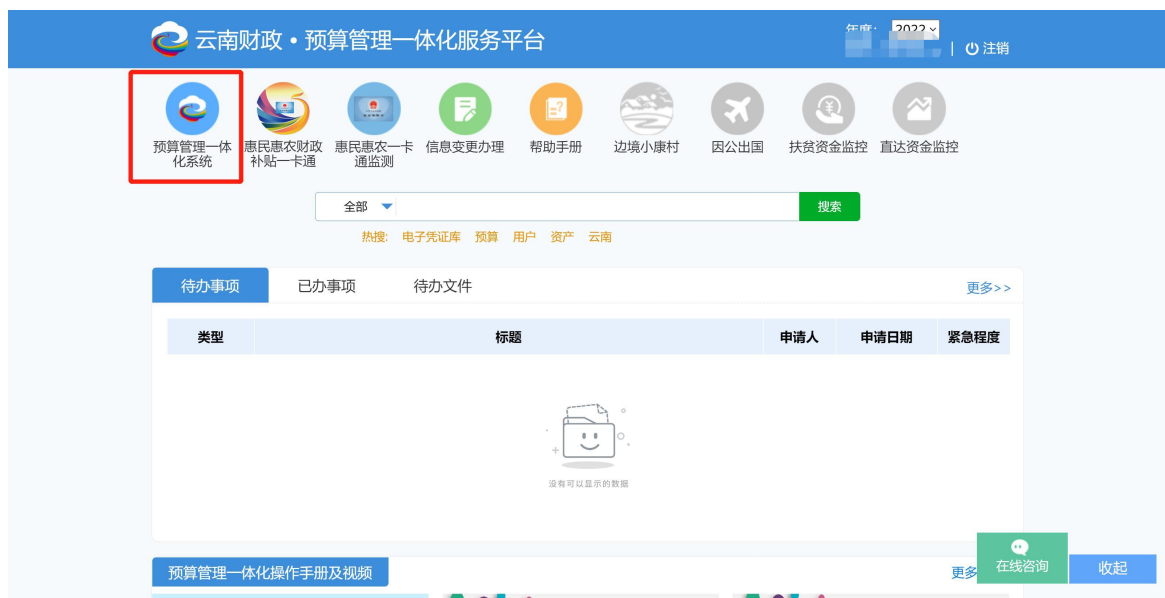 云南财政·预算管理一体化服务平台
年度: 2022
注销
预算管理一体
化系统
惠民惠农财政
补贴一卡通
惠民惠农一卡
通监测
信息变更办理
帮助手册
边境小康村
因公出国
扶贫资金监控
直达资金监控
全部
搜索
热搜: 电子凭证库 预算 用户 资产 云南
待办事项 已办事项 待办文件 更多>>
类型 标题 申请人 申请日期 紧急程度
没有可以显示的数据
预算管理一体化操作手册及视频 更多
在线咨询
收起